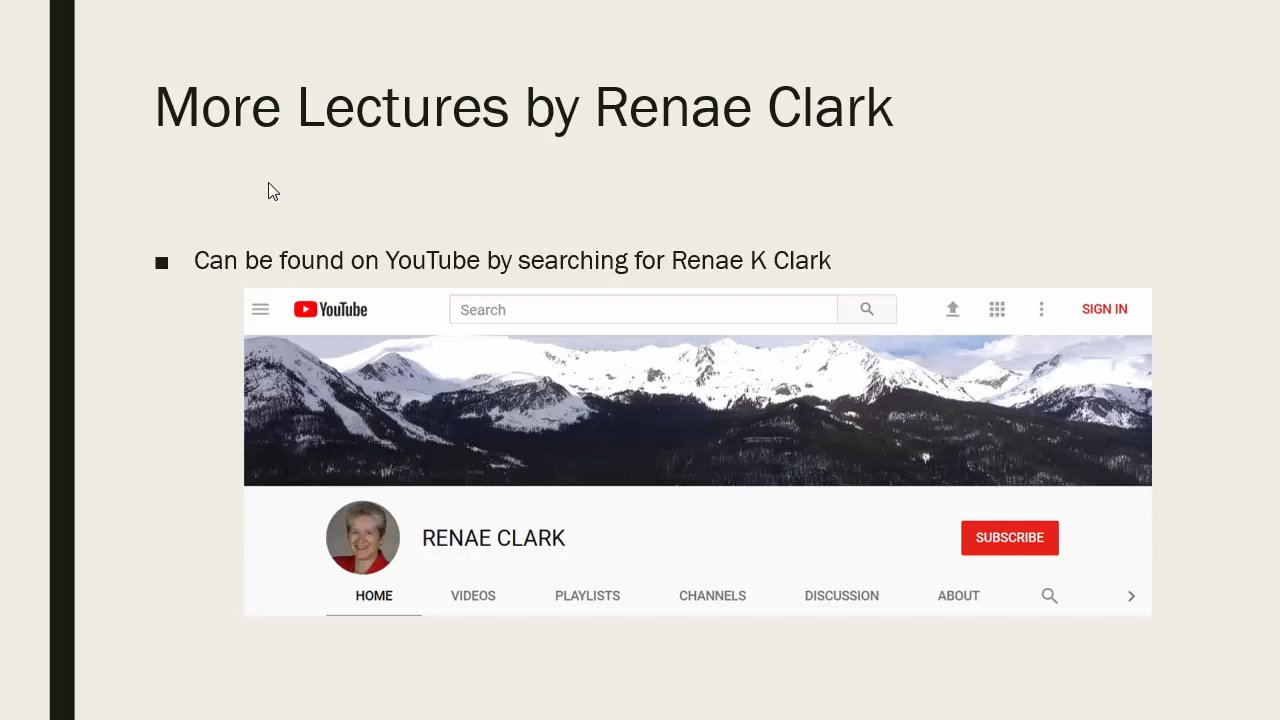 More Lectures by Renae Clark
■ Can be found on YouTube by searching for Renae K Clark
YouTube Search SIGN IN
RENAE CLARK SUBSCRIBE
HOME VIDEOS PLAYLISTS CHANNELS DISCUSSION ABOUT